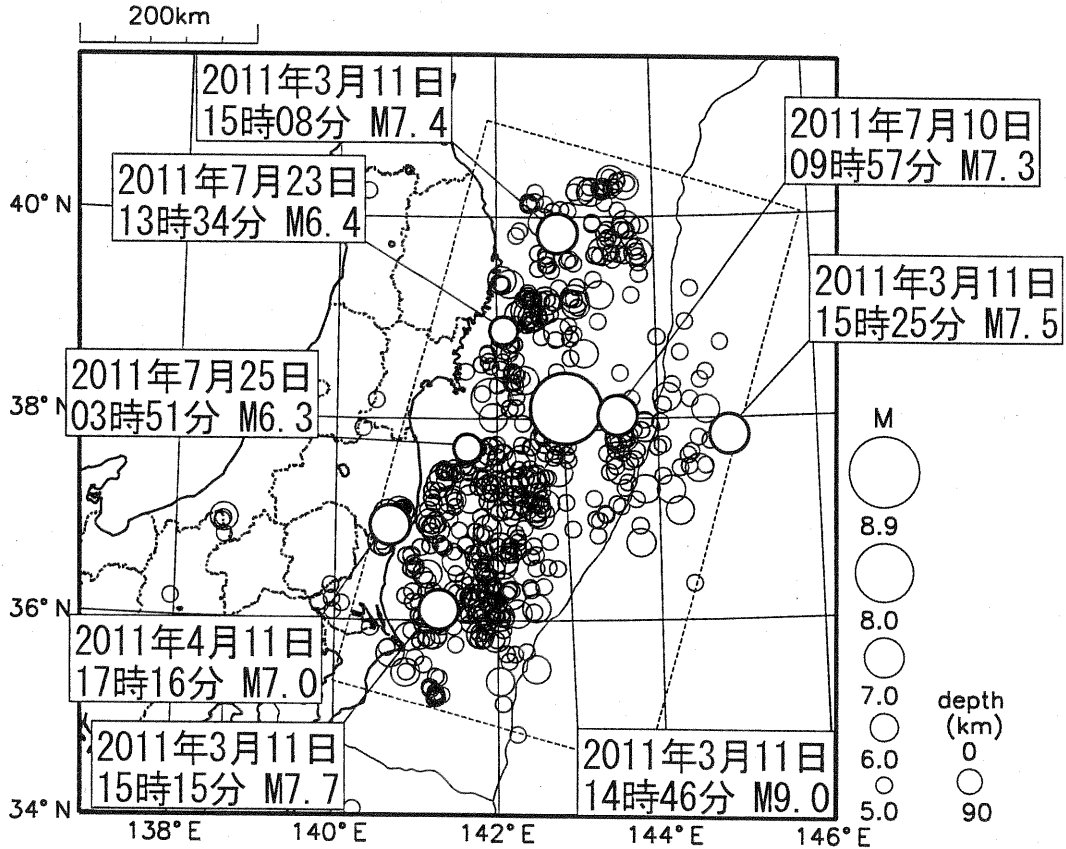 200km
2011年3月11日
15時08分 M7.4
2011年7月10日
09時57分 M7.3
2011年7月23日
13時34分 M6.4
40°N
2011年3月11日
15時25分 M7.5
2011年7月25日
03時51分 M6.3
38°N
M
8.9
36°N
8.0
2011年4月11日
17時16分 M7.0
7.0
depth
(km)
2011年3月11日
15時15分 M7.7
2011年3月11日
14時46分 M9.0
6.0
0
5.0
90
34°N
138°E
140°E
142°E
144°E
146°E